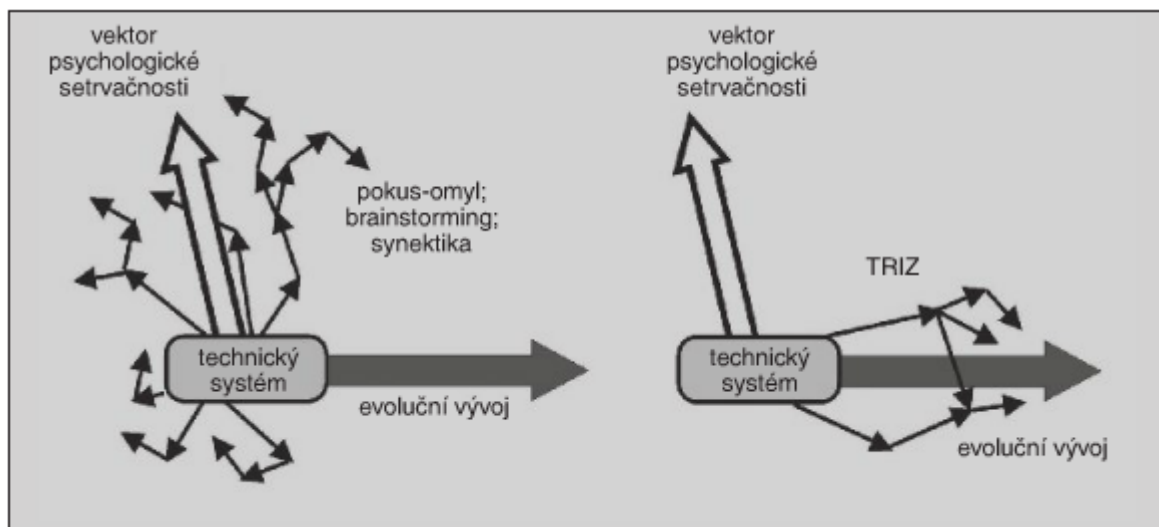 vektor
psychologické
setrvačnosti
pokus-omyl;
brainstorming;
synektika
technický
systém
evoluční vývoj
vektor
psychologické
setrvačnosti
TRIZ
technický
systém
evoluční vývoj